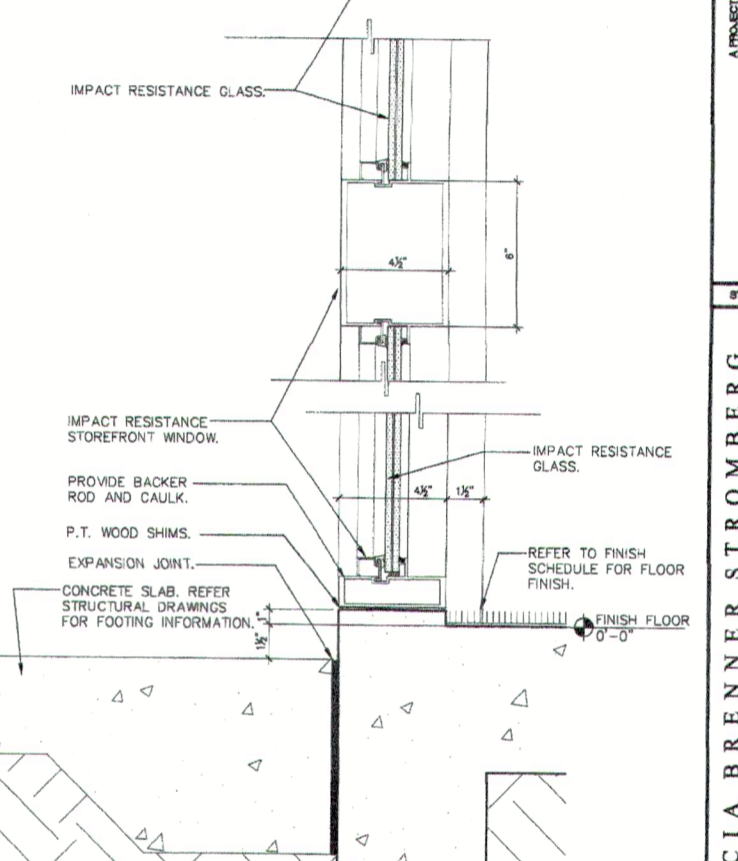 A PROJECT
IMPACT RESISTANCE GLASS.
4½"
6"
IMPACT RESISTANCE
STOREFRONT WINDOW.
IMPACT RESISTANCE
GLASS.
PROVIDE BACKER
ROD AND CAULK.
4½"
1½"
P.T. WOOD SHIMS.
EXPANSION JOINT.
REFER TO FINISH
SCHEDULE FOR FLOOR
FINISH.
CONCRETE SLAB. REFER
STRUCTURAL DRAWINGS
FOR FOOTING INFORMATION.
1"
1½"
FINISH FLOOR
0'-0"
CIA BRENNER STROMBERG